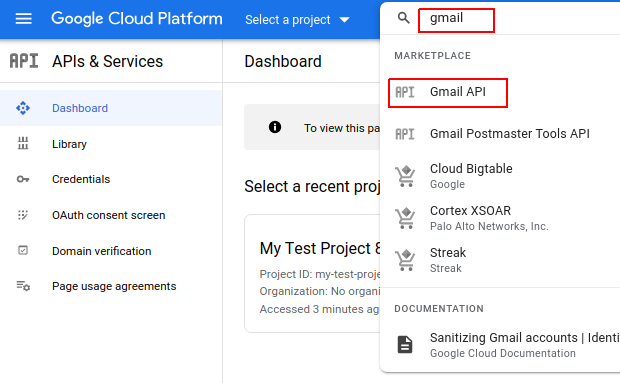 Google Cloud Platform
Select a project
gmail
API APIs & Services
Dashboard
Dashboard
Library
Credentials
OAuth consent screen
Domain verification
Page usage agreements
To view this pa
Select a recent proj
My Test Project 8
Project ID: my-test-proje
Organization: No organi
Accessed 3 minutes ag
MARKETPLACE
API Gmail API
API Gmail Postmaster Tools API
Cloud Bigtable
Google
Cortex XSOAR
Palo Alto Networks, Inc.
Streak
Streak
DOCUMENTATION
Sanitizing Gmail accounts | Identi
Google Cloud Documentation